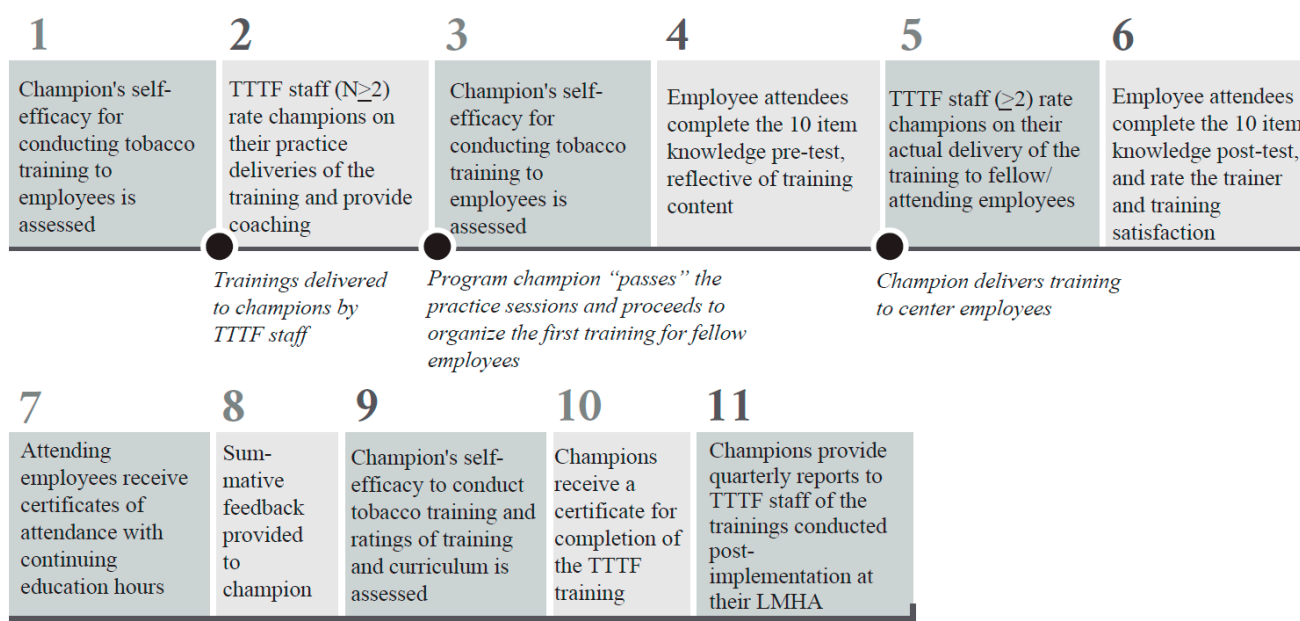 1
Champion's self-
efficacy for
conducting tobacco
training to
employees is
assessed
2
TTTF staff (N≥2)
rate champions on
their practice
deliveries of the
training and provide
coaching
3
Champion's self-
efficacy for
conducting tobacco
training to
employees is
assessed
4
Employee attendees
complete the 10 item
knowledge pre-test,
reflective of training
content
5
TTTF staff (≥2) rate
champions on their
actual delivery of the
training to fellow/
attending employees
6
Employee attendees
complete the 10 item
knowledge post-test,
and rate the trainer
and training
satisfaction
Trainings delivered
to champions by
TTTF staff
Program champion “passes” the
practice sessions and proceeds to
organize the first training for fellow
employees
Champion delivers training
to center employees
7
Attending
employees receive
certificates of
attendance with
continuing
education hours
8
Sum-
mative
feedback
provided
to
champion
9
Champion's self-
efficacy to conduct
tobacco training and
ratings of training
and curriculum is
assessed
10
Champions
receive a
certificate for
completion of
the TTTF
training
11
Champions provide
quarterly reports to
TTTF staff of the
trainings conducted
post-
implementation at
their LMHA